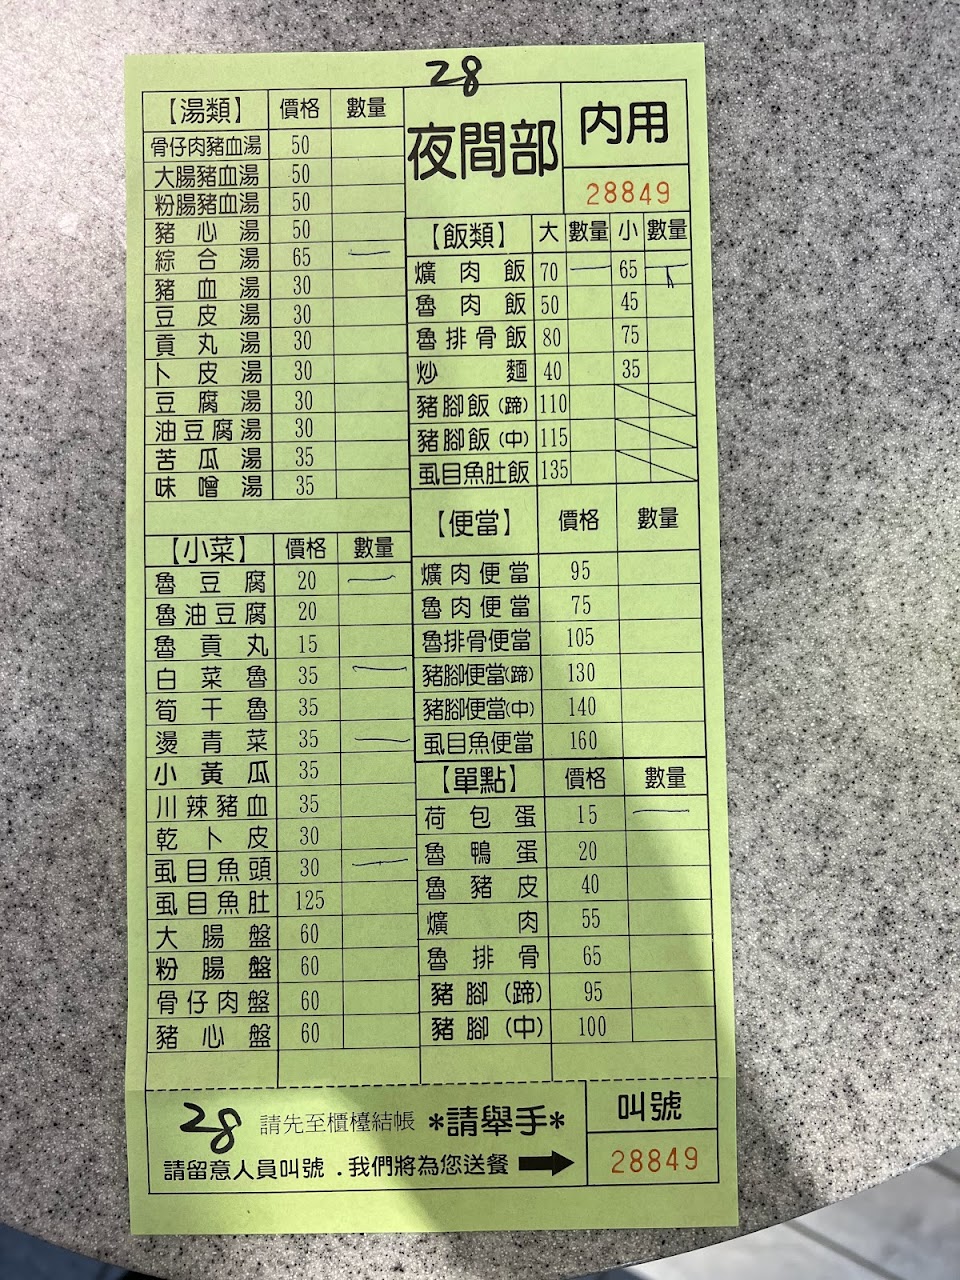 28
【湯類】 價格 數量
骨仔肉豬血湯 50
大腸豬血湯 50
粉腸豬血湯 50
豬心湯 50
綜合湯 65 一
豬血湯 30
豆皮湯 30
貢丸湯 30
卜皮湯 30
豆腐湯 30
油豆腐湯 30
苦瓜湯 35
味噌湯 35
【小菜】 價格 數量
魯豆腐 20 一
魯油豆腐 20
魯貢丸 15
白菜魯 35 一
筍干魯 35
燙青菜 35 一
小黃瓜 35
川辣豬血 35
乾卜皮 30
虱目魚頭 30 一
虱目魚肚 125
大腸盤 60
粉腸盤 60
骨仔肉盤 60
豬心盤 60
夜間部
內用
28849
【飯類】 大 數量 小 數量
爌肉飯 70 一 65
魯肉飯 50 45
魯排骨飯 80 75
炒麵 40 35
豬腳飯(蹄) 110
豬腳飯(中) 115
虱目魚肚飯 135
【便當】 價格 數量
爌肉便當 95
魯肉便當 75
魯排骨便當 105
豬腳便當(蹄) 130
豬腳便當(中) 140
虱目魚便當 160
【單點】 價格 數量
荷包蛋 15 一
魯鴨蛋 20
魯豬皮 40
爌肉 55
魯排骨 65
豬腳(蹄) 95
豬腳(中) 100
28 請先至櫃檯結帳 *請舉手*
請留意人員叫號.我們將為您送餐
叫號
28849